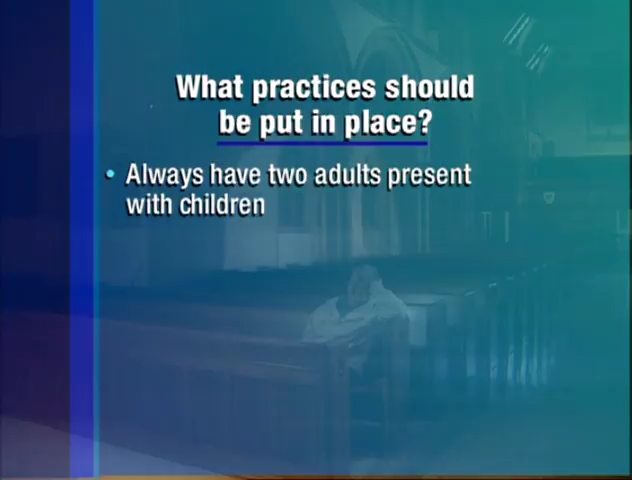 What practices should
be put in place?
• Always have two adults present
with children